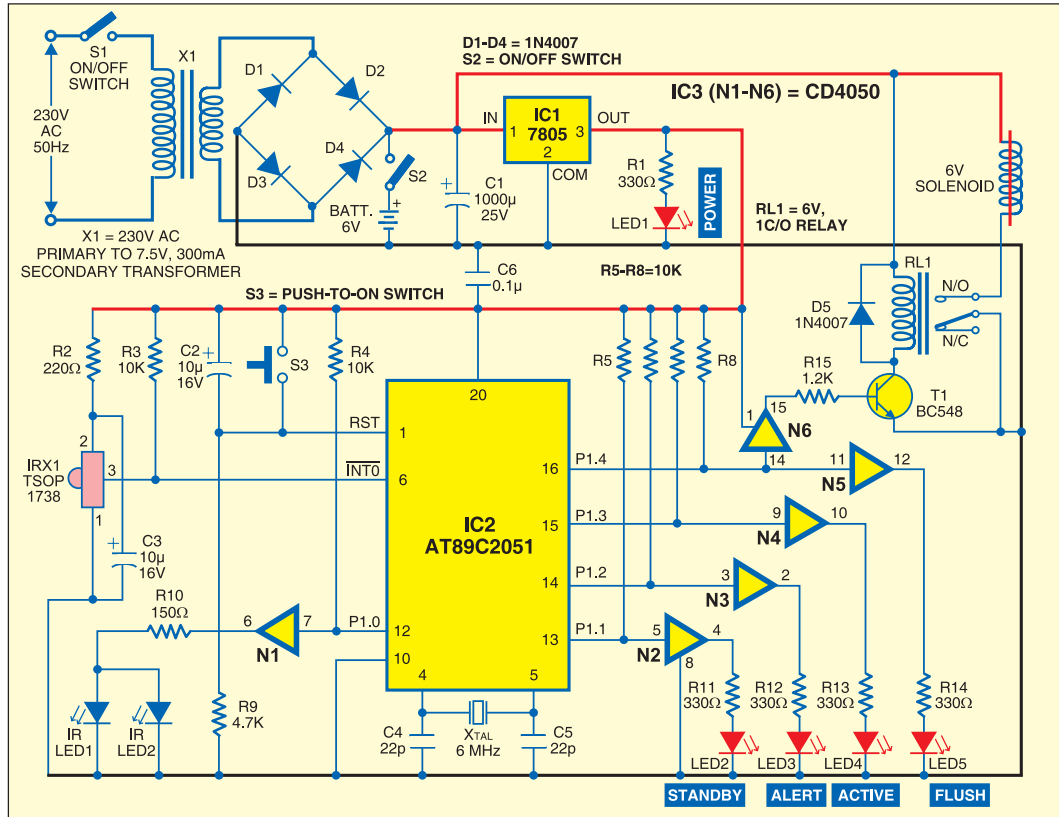 S1
ON/OFF
SWITCH
230V
AC
50Hz
X1
X1 = 230V AC
PRIMARY TO 7.5V, 300mA
SECONDARY TRANSFORMER
D1
D2
D3
D4
D1-D4 = 1N4007
S2 = ON/OFF SWITCH
S2
BATT.
6V
+
+
C1
1000µ
25V
IN
1
IC1
7805
3
OUT
2
COM
R1
330Ω
LED1
POWER
IC3 (N1-N6) = CD4050
6V
SOLENOID
RL1 = 6V,
1C/O RELAY
RL1
N/O
N/C
D5
1N4007
R15
1.2K
T1
BC548
C6
0.1µ
R5-R8=10K
S3 = PUSH-TO-ON SWITCH
R2
220Ω
R3
10K
C2
10µ
16V
+
S3
R4
10K
R5
R8
IRX1
TSOP
1738
2
3
1
+
C3
10µ
16V
RST
INT0
P1.0
20
1
6
12
10
4
5
IC2
AT89C2051
16
15
14
13
P1.4
P1.3
P1.2
P1.1
1
15
N6
14
11
12
N5
9
10
N4
3
2
N3
5
4
N2
8
R10
150Ω
6
7
N1
IR
LED1
IR
LED2
R9
4.7K
C4
22p
XTAL
6 MHz
C5
22p
R11
330Ω
R12
330Ω
R13
330Ω
R14
330Ω
LED2
LED3
LED4
LED5
STANDBY
ALERT
ACTIVE
FLUSH